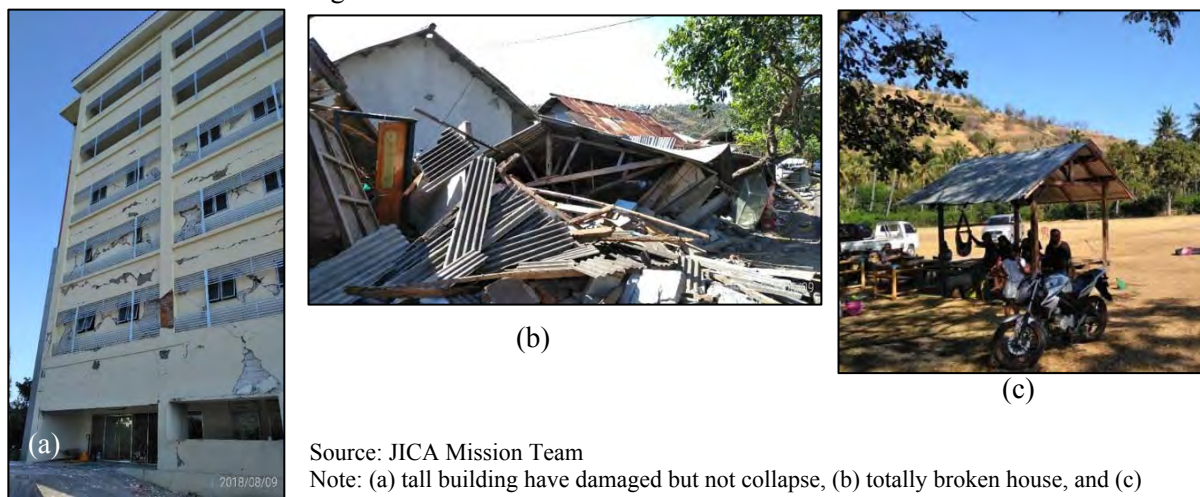 (a)
2018/08/09
(b)
(c)
Source: JICA Mission Team
Note: (a) tall building have damaged but not collapse, (b) totally broken house, and (c)